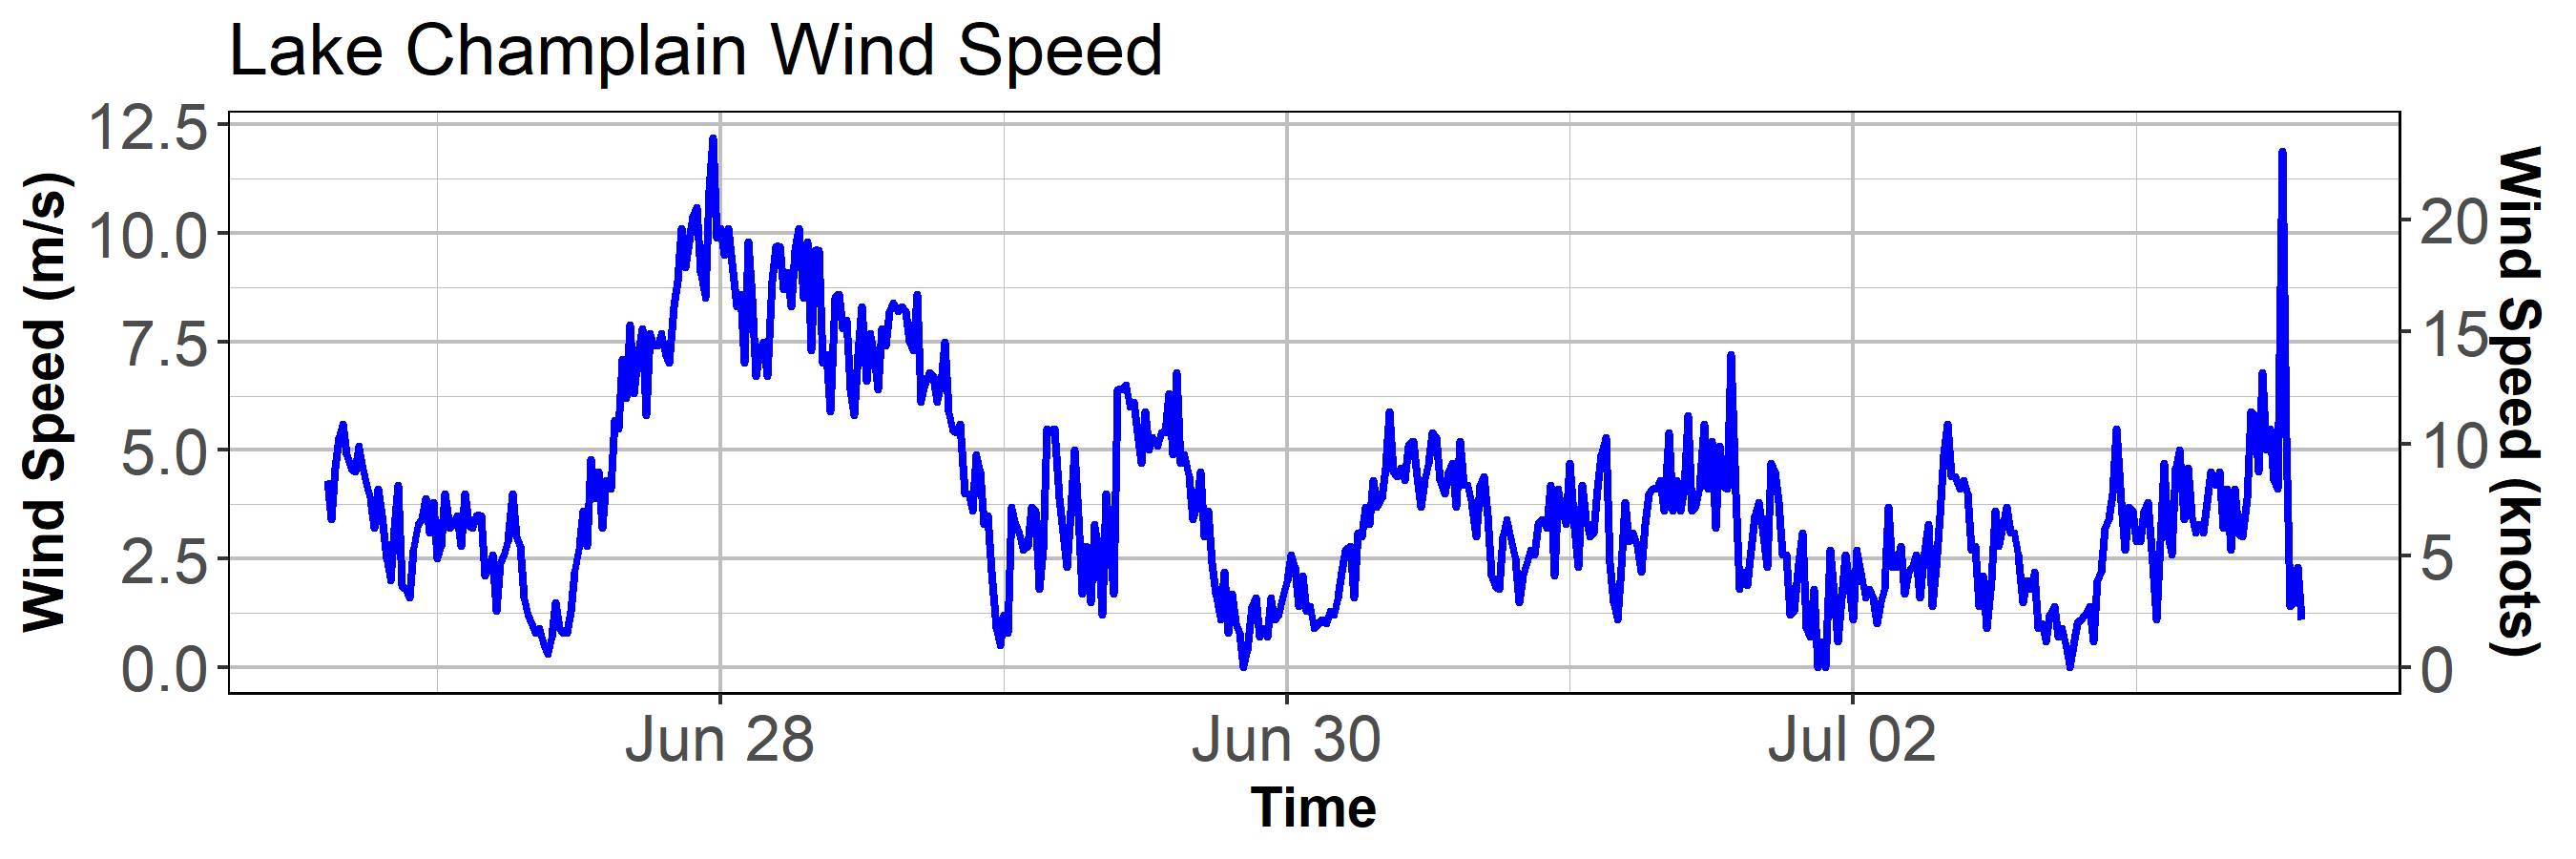 Lake Champlain Wind Speed
Wind Speed (m/s)
12.5
10.0
7.5
5.0
2.5
0.0
20
15
10
5
0
Wind Speed (knots)
Jun 28
Jun 30
Jul 02
Time